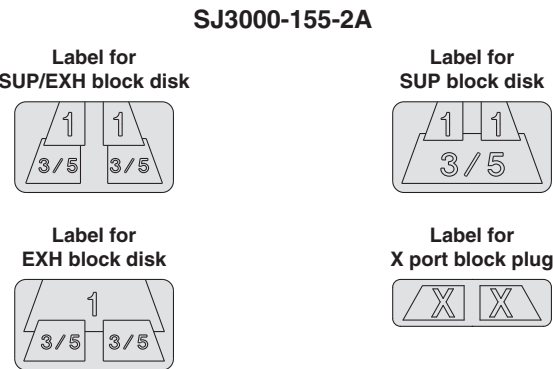 SJ3000-155-2A
Label for
SUP/EXH block disk
1 1
3/5 3/5
Label for
SUP block disk
1 1
3/5
Label for
EXH block disk
1
3/5 3/5
Label for
X port block plug
X X